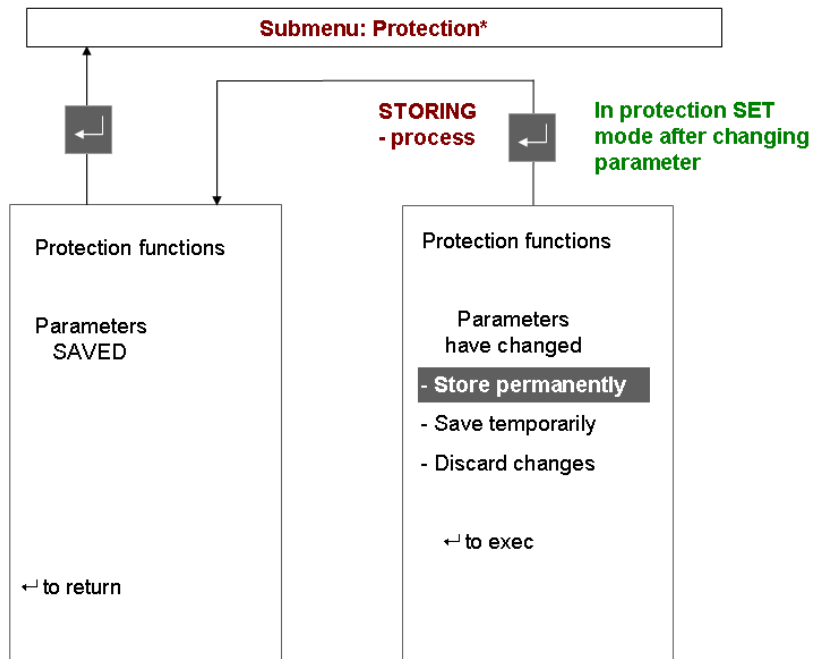 Submenu: Protection*
STORING
- process
In protection SET
mode after changing
parameter
Protection functions
Parameters
SAVED
↵ to return
Protection functions
Parameters
have changed
- Store permanently
- Save temporarily
- Discard changes
↵ to exec